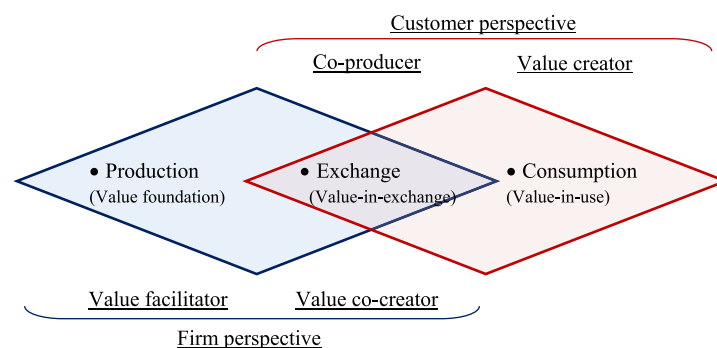 Customer perspective
Co-producer Value creator
• Production • Exchange • Consumption
(Value foundation) (Value-in-exchange) (Value-in-use)
Value facilitator Value co-creator
Firm perspective